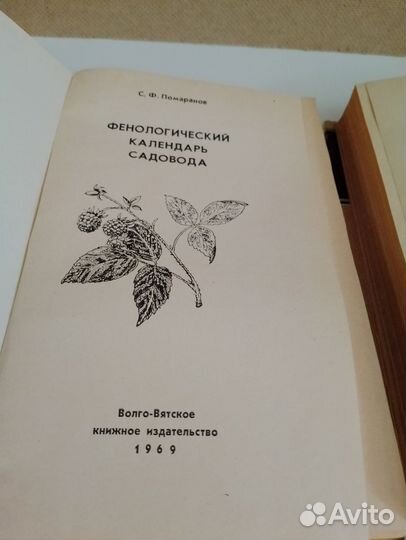 С. Ф. Помаранов
ФЕНОЛОГИЧЕСКИЙ
КАЛЕНДАРЬ
САДОВОДА
Волго-Вятское
книжное издательство
1969
Avito